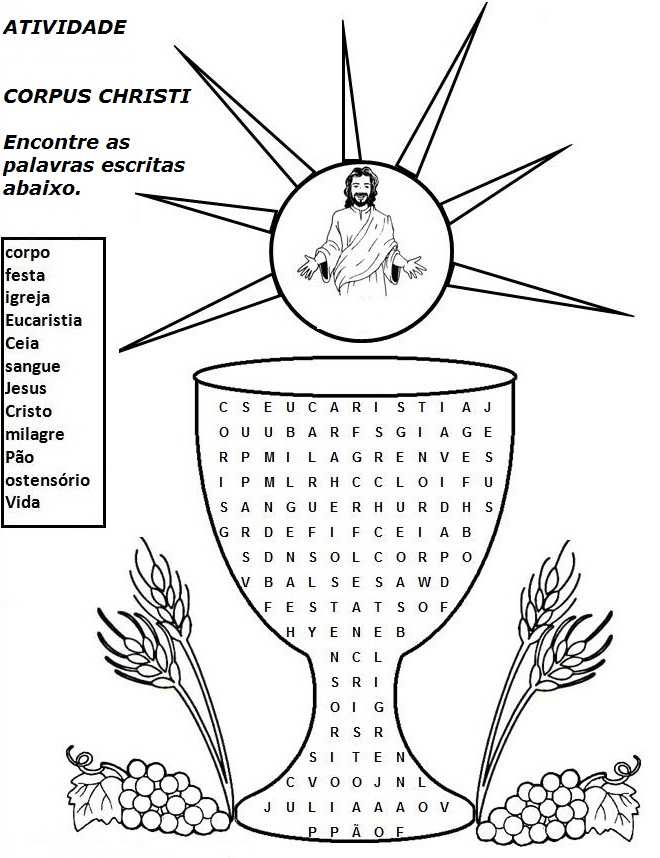 ATIVIDADE
CORPUS CHRISTI
Encontre as
palavras escritas
abaixo.
corpo
festa
igreja
Eucaristia
Ceia
sangue
Jesus
Cristo
milagre
Pão
ostensório
Vida
C S E U C A R I S T I A J
O U U B A R F S G I A G E
R P M I L A G R E N V E S
I P M L R H C C L O I F U
S A N G U E R H U R D H S
G R D E F I F C E I A B
S D N S O L C O R P O
V B A L S E S A W D
F E S T A T S O F
H Y E N E B
N C L
S R I
O I G
R S R
S I T E N
C V O O J N L
J U L I A A A O V
P P Ã O F